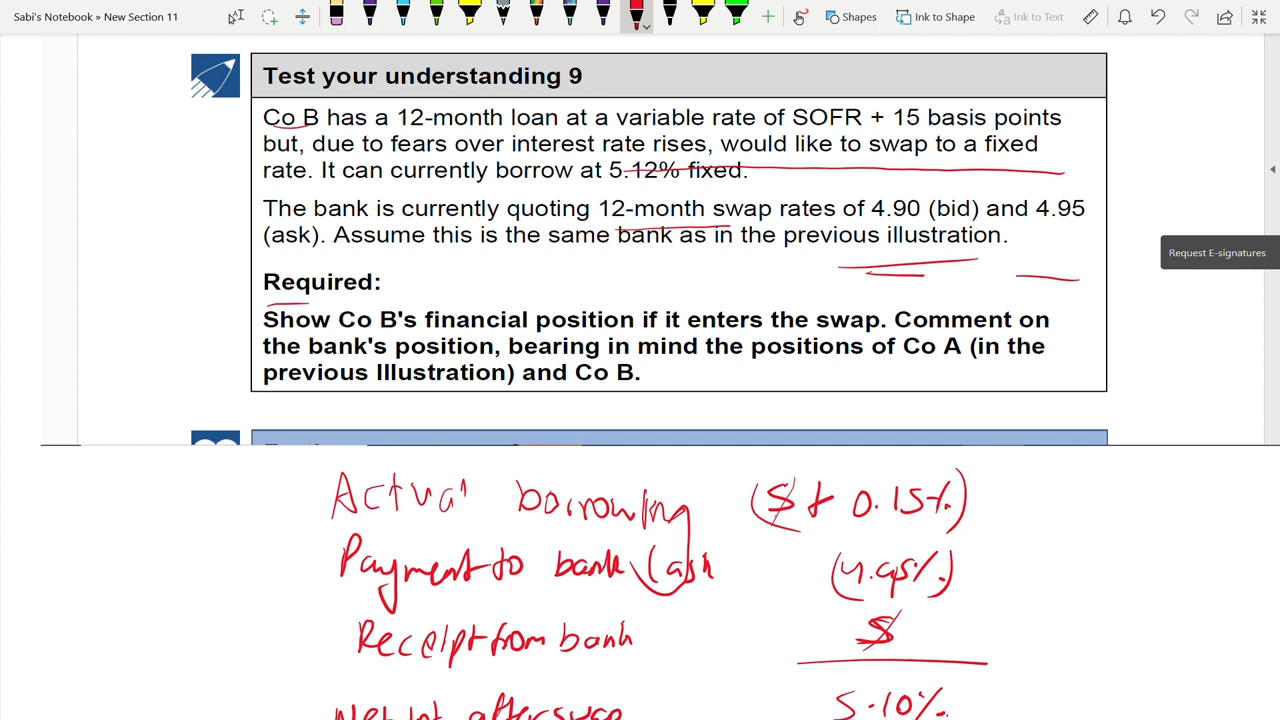 Sabi's Notebook » New Section 11
Shapes
Ink to Shape
Ink to Text
Test your understanding 9
Co B has a 12-month loan at a variable rate of SOFR + 15 basis points
but, due to fears over interest rate rises, would like to swap to a fixed
rate. It can currently borrow at 5.12% fixed.
The bank is currently quoting 12-month swap rates of 4.90 (bid) and 4.95
(ask). Assume this is the same bank as in the previous illustration.
Request E-signatures
Required:
Show Co B's financial position if it enters the swap. Comment on
the bank's position, bearing in mind the positions of Co A (in the
previous Illustration) and Co B.
Actual borrowing (S + 0.15%)
Payment to bank (ask (4.95%)
Receipt from bank S
Net int after swap 5.10%